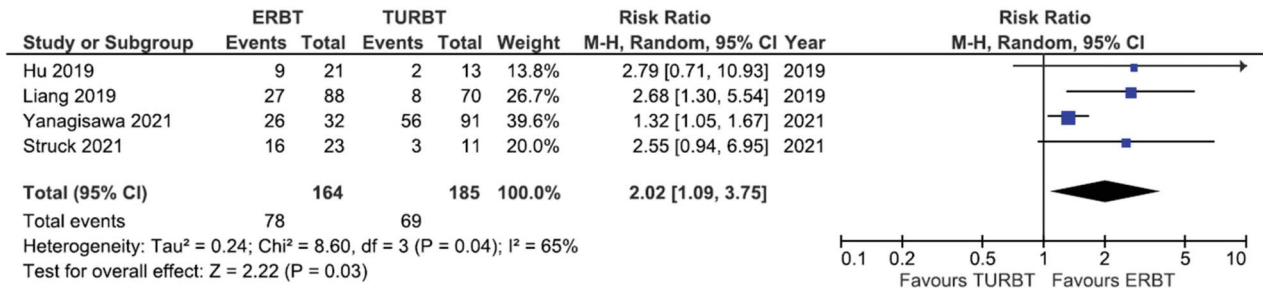 ERBT TURBT Risk Ratio Risk Ratio
Study or Subgroup Events Total Events Total Weight M-H, Random, 95% CI Year M-H, Random, 95% CI
Hu 2019 9 21 2 13 13.8% 2.79 [0.71, 10.93] 2019
Liang 2019 27 88 8 70 26.7% 2.68 [1.30, 5.54] 2019
Yanagisawa 2021 26 32 56 91 39.6% 1.32 [1.05, 1.67] 2021
Struck 2021 16 23 3 11 20.0% 2.55 [0.94, 6.95] 2021
Total (95% CI) 164 185 100.0% 2.02 [1.09, 3.75]
Total events 78 69
Heterogeneity: Tau² = 0.24; Chi² = 8.60, df = 3 (P = 0.04); I² = 65%
Test for overall effect: Z = 2.22 (P = 0.03)
0.1 0.2 0.5 1 2 5 10
Favours TURBT Favours ERBT